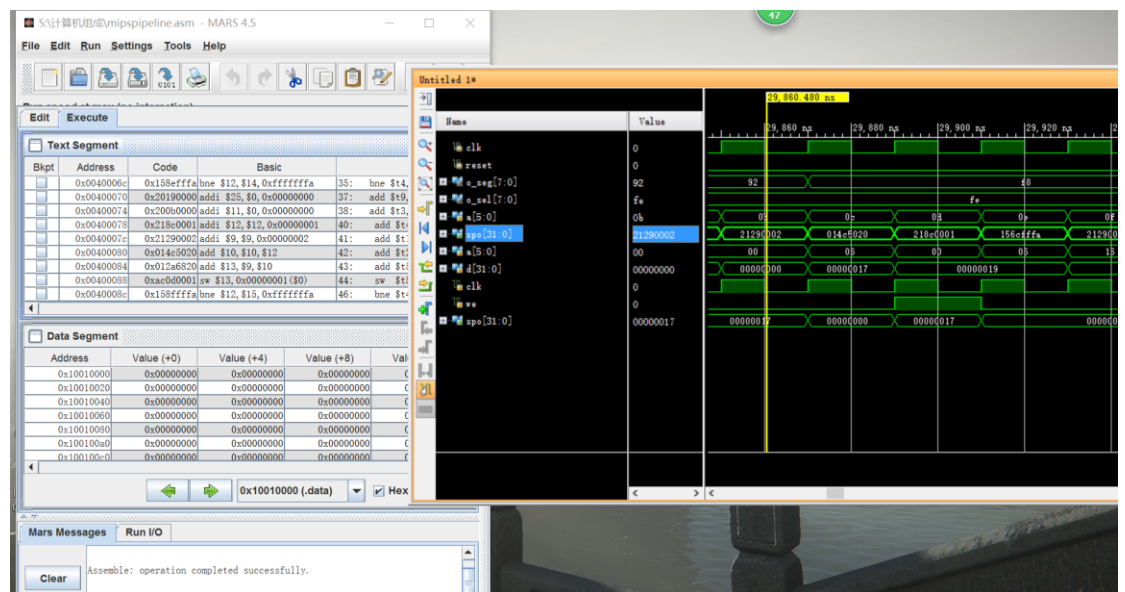 S:\计算机组成\mipspipeline.asm - MARS 4.5
File Edit Run Settings Tools Help
Edit Execute
Text Segment
Bkpt Address Code Basic
0x0040006c 0x158efffa bne $12,$14,0xfffffffa 35: bne $t4,
0x00400070 0x20190000 addi $25,$0,0x00000000 37: add $t9,
0x00400074 0x200b0000 addi $11,$0,0x00000000 38: add $t3,
0x00400078 0x218c0001 addi $12,$12,0x00000001 40: add $t
0x0040007c 0x21290002 addi $9,$9,0x00000002 41: add $t
0x00400080 0x014c5020 add $10,$10,$12 42: add $t
0x00400084 0x012a6820 add $13,$9,$10 43: add $t
0x00400088 0xac0d0001 sw $13,0x00000001($0) 44: sw $t
0x0040008c 0x158ffffa bne $12,$15,0xfffffffa 46: bne $t
Data Segment
Address Value (+0) Value (+4) Value (+8) Val
0x10010000 0x00000000 0x00000000 0x00000000
0x10010020 0x00000000 0x00000000 0x00000000
0x10010040 0x00000000 0x00000000 0x00000000
0x10010060 0x00000000 0x00000000 0x00000000
0x10010080 0x00000000 0x00000000 0x00000000
0x100100a0 0x00000000 0x00000000 0x00000000
0x100100c0 0x00000000 0x00000000 0x00000000
0x10010000 (.data) Hex
Mars Messages Run I/O
Assemble: operation completed successfully.
Clear
47
Untitled 1*
29,860.480 ns
Name Value
29,860 ns 29,880 ns 29,900 ns 29,920 ns
clk 0
reset 0
o_seg[7:0] 92 92 f8
o_sel[7:0] fe fe
a[5:0] 0b
spo[31:0] 21290002 21290002 014c5020 218c0001 156cfffa 212900
a[5:0] 00 00
d[31:0] 00000000 00000000 00000017 00000019
clk 0
we 0
spo[31:0] 00000017 00000017 00000000 00000017 00000